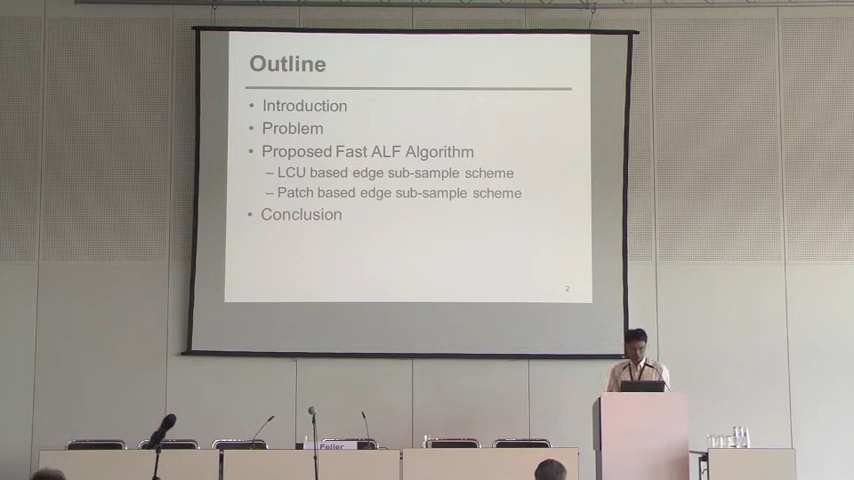 Outline
• Introduction
• Problem
• Proposed Fast ALF Algorithm
– LCU based edge sub-sample scheme
– Patch based edge sub-sample scheme
• Conclusion
2
Feller